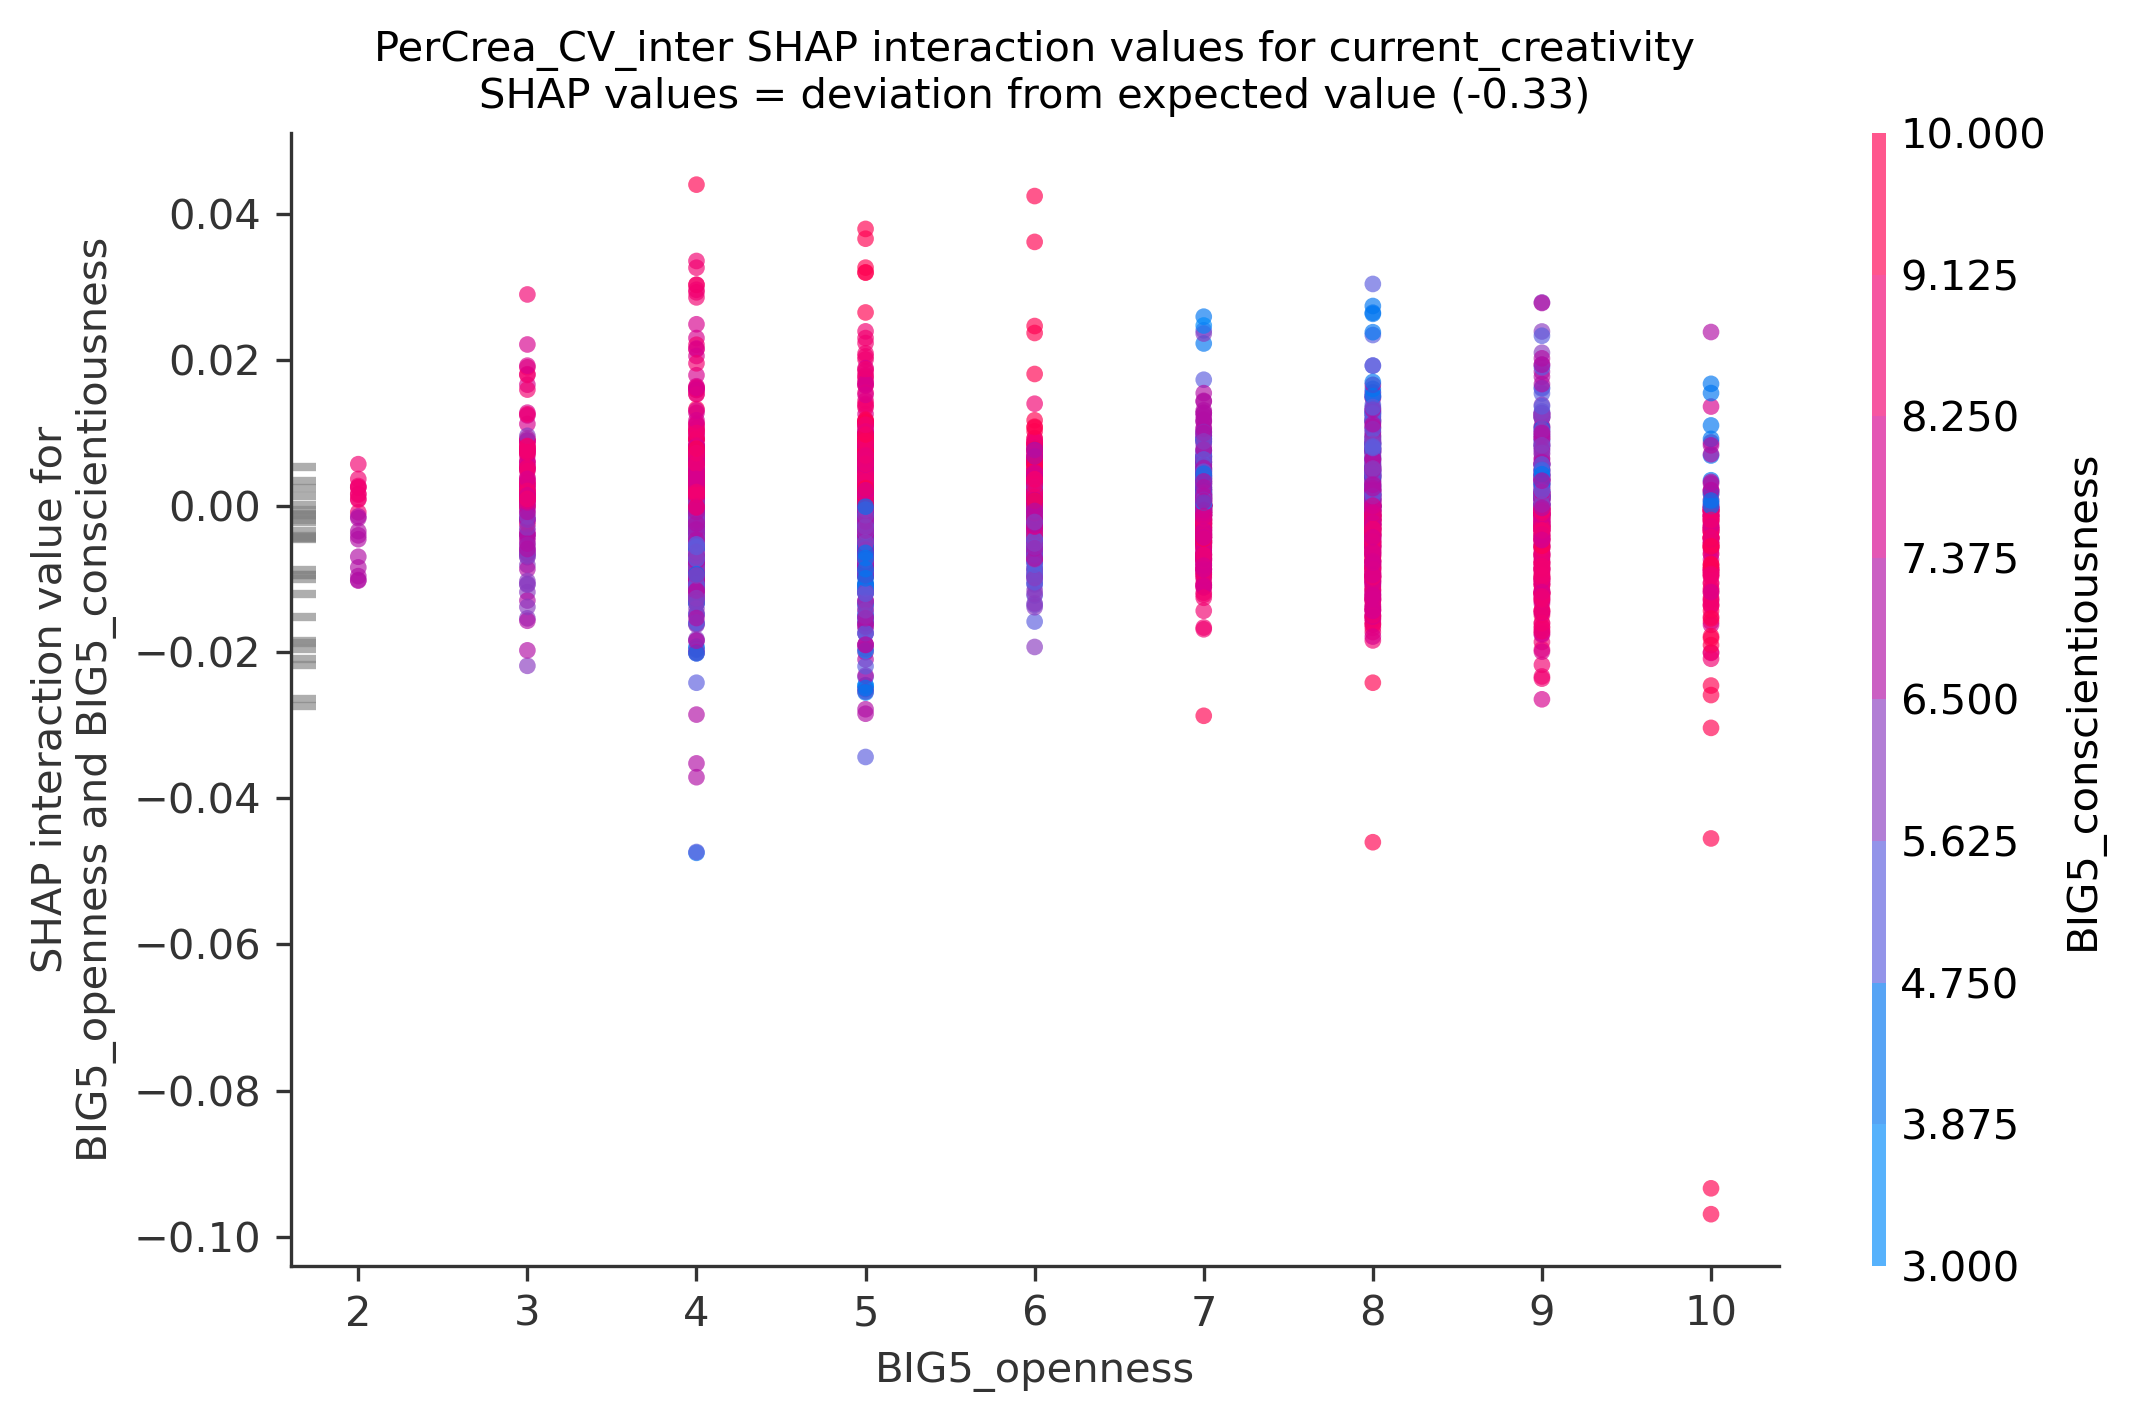 PerCrea_CV_inter SHAP interaction values for current_creativity
SHAP values = deviation from expected value (-0.33)
SHAP interaction value for
BIG5_openness and BIG5_conscientiousness
0.04
0.02
0.00
−0.02
−0.04
−0.06
−0.08
−0.10
2 3 4 5 6 7 8 9 10
BIG5_openness
10.000
9.125
8.250
7.375
6.500
5.625
4.750
3.875
3.000
BIG5_conscientiousness